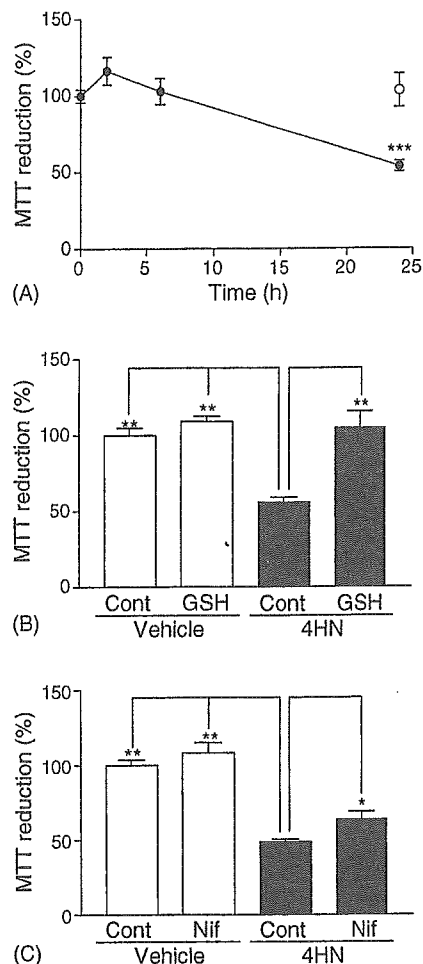 150
100
50
0
MTT reduction (%)
***
0 5 10 15 20 25
(A) Time (h)
150
100
50
0
MTT reduction (%)
** ** **
Cont GSH Cont GSH
(B) Vehicle 4HN
150
100
50
0
MTT reduction (%)
** ** *
Cont Nif Cont Nif
(C) Vehicle 4HN